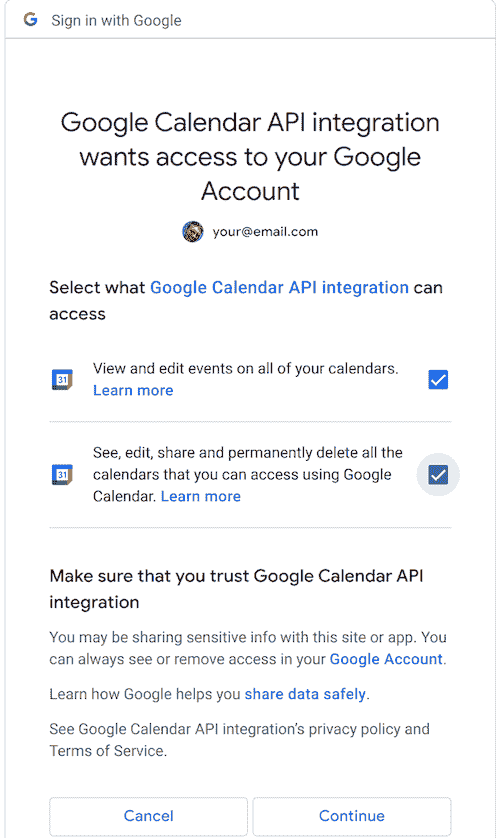 Sign in with Google
Google Calendar API integration
wants access to your Google
Account
your@email.com
Select what Google Calendar API integration can
access
31
View and edit events on all of your calendars.
Learn more
31
See, edit, share and permanently delete all the
calendars that you can access using Google
Calendar. Learn more
Make sure that you trust Google Calendar API
integration
You may be sharing sensitive info with this site or app. You
can always see or remove access in your Google Account.
Learn how Google helps you share data safely.
See Google Calendar API integration's privacy policy and
Terms of Service.
Cancel
Continue